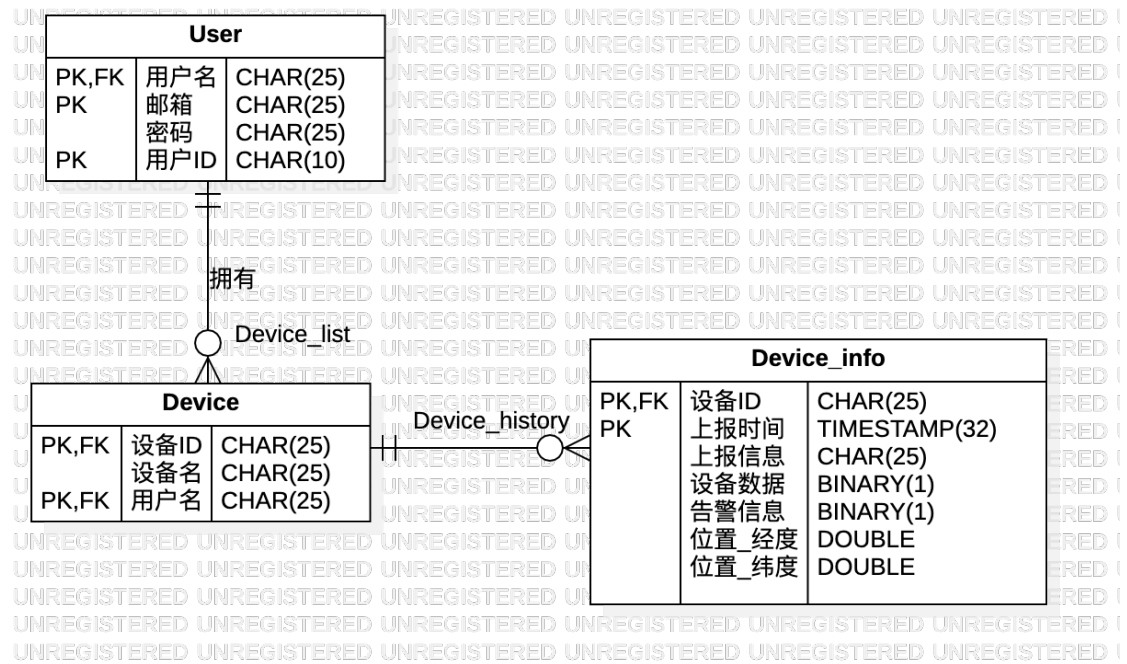 User
PK,FK 用户名 CHAR(25)
PK 邮箱 CHAR(25)
密码 CHAR(25)
PK 用户ID CHAR(10)
拥有
Device_list
Device
PK,FK 设备ID CHAR(25)
设备名 CHAR(25)
PK,FK 用户名 CHAR(25)
Device_history
Device_info
PK,FK 设备ID CHAR(25)
PK 上报时间 TIMESTAMP(32)
上报信息 CHAR(25)
设备数据 BINARY(1)
告警信息 BINARY(1)
位置_经度 DOUBLE
位置_纬度 DOUBLE
UNREGISTERED